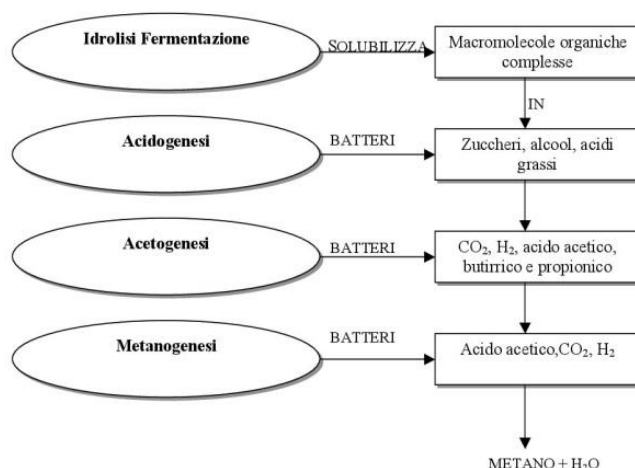 Idrolisi Fermentazione
SOLUBILIZZA
Macromolecole organiche
complesse
IN
Acidogenesi
BATTERI
Zuccheri, alcool, acidi
grassi
Acetogenesi
BATTERI
CO₂, H₂, acido acetico,
butirrico e propionico
Metanogenesi
BATTERI
Acido acetico,CO₂, H₂
METANO + H₂O